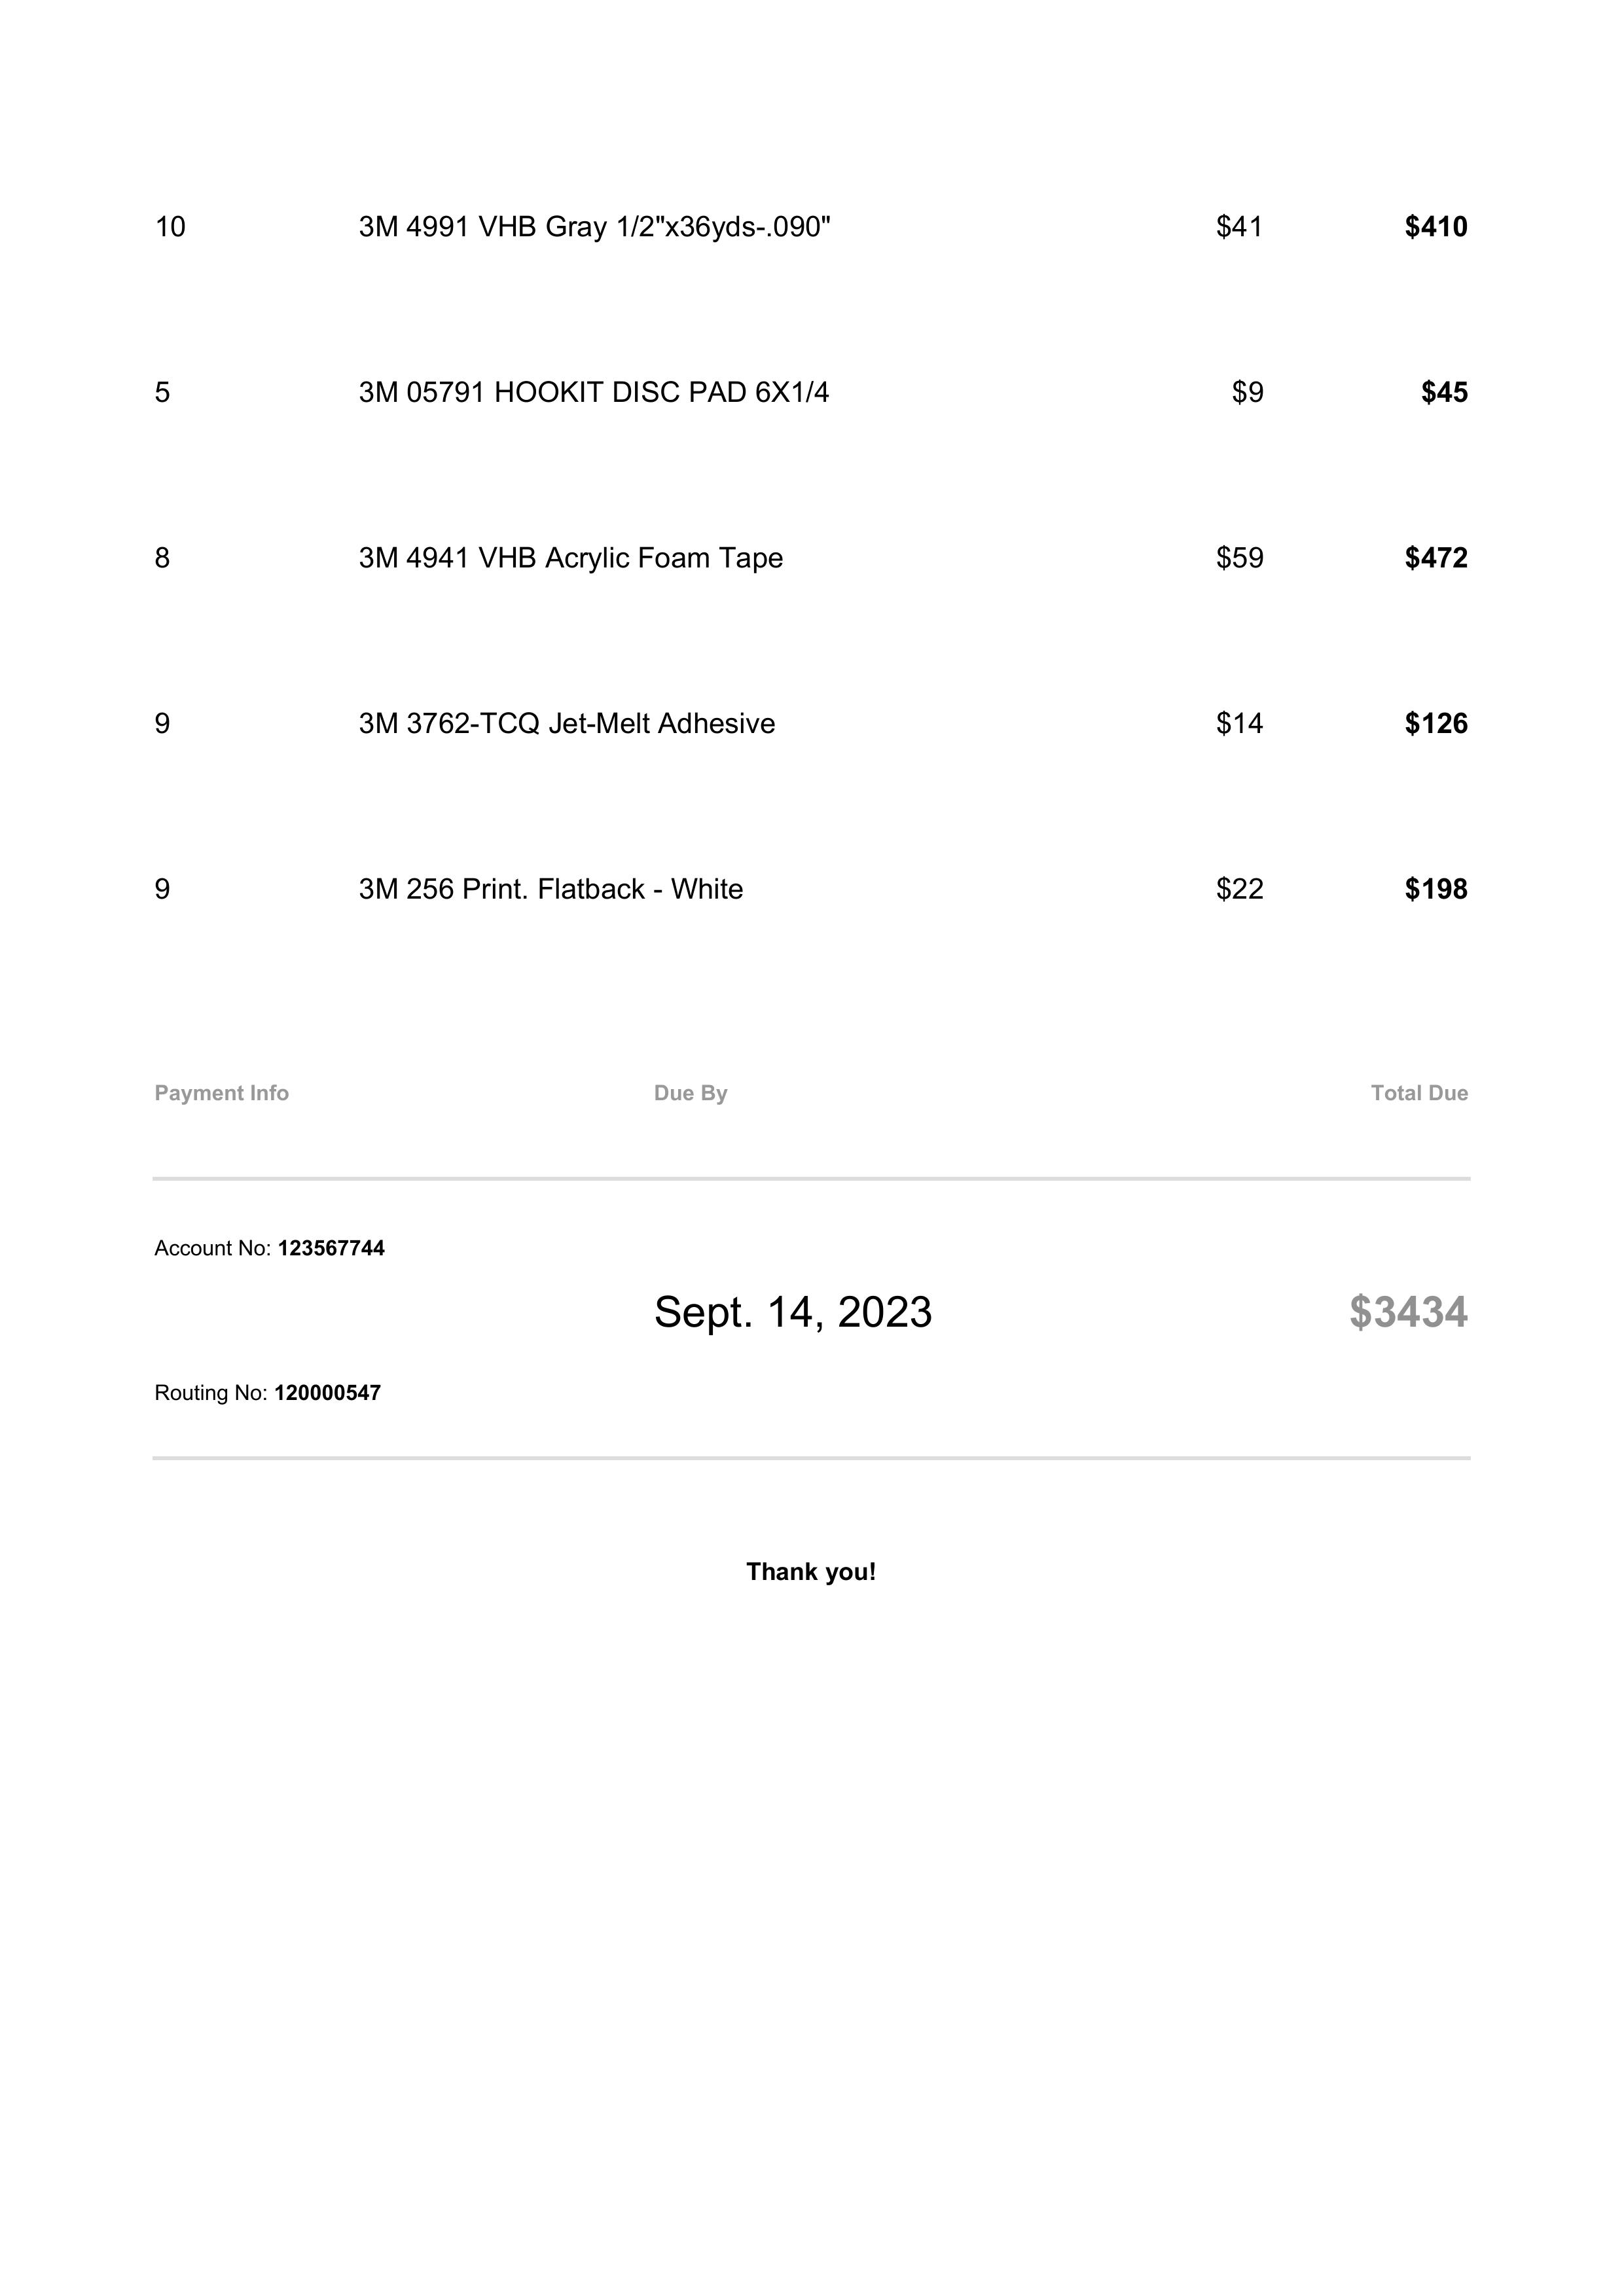 10 3M 4991 VHB Gray 1/2"x36yds-.090" $41 $410
5 3M 05791 HOOKIT DISC PAD 6X1/4 $9 $45
8 3M 4941 VHB Acrylic Foam Tape $59 $472
9 3M 3762-TCQ Jet-Melt Adhesive $14 $126
9 3M 256 Print. Flatback - White $22 $198
Payment Info Due By Total Due
Account No: 123567744
Sept. 14, 2023 $3434
Routing No: 120000547
Thank you!